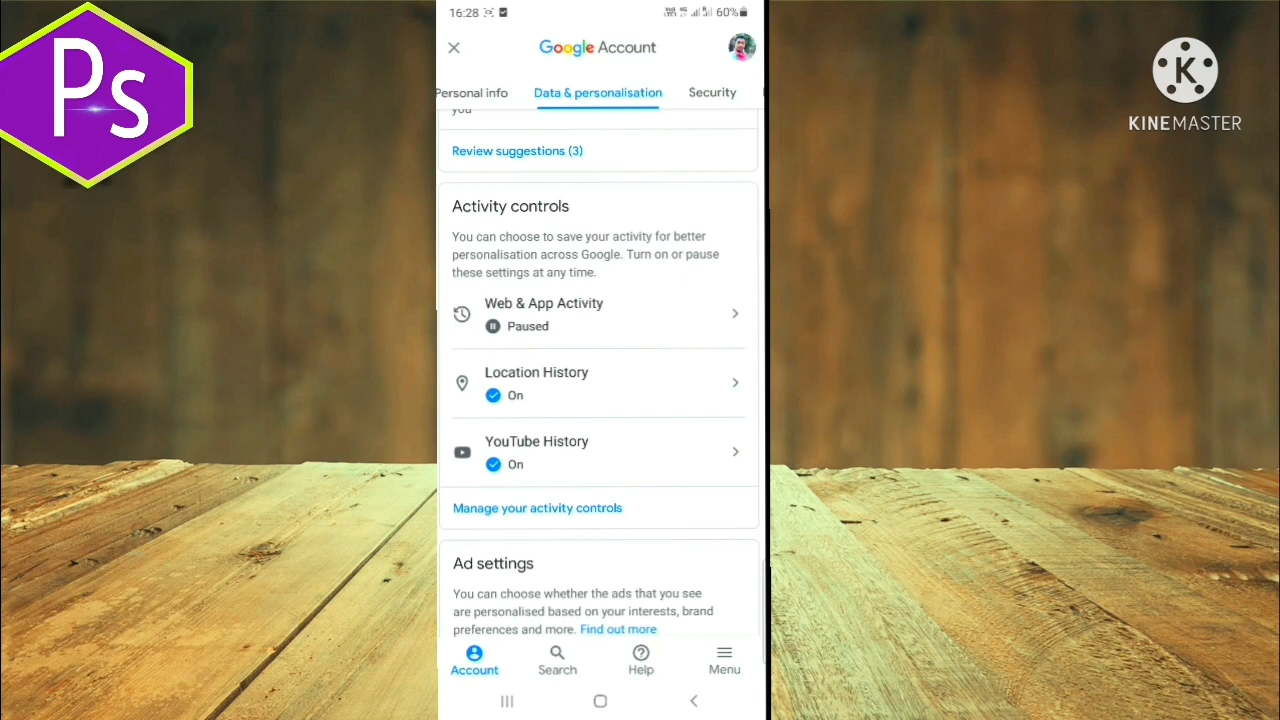 Ps
KINEMASTER
16:28
60%
Google Account
Personal info
Data & personalisation
Security
you
Review suggestions (3)
Activity controls
You can choose to save your activity for better
personalisation across Google. Turn on or pause
these settings at any time.
Web & App Activity
Paused
Location History
On
YouTube History
On
Manage your activity controls
Ad settings
You can choose whether the ads that you see
are personalised based on your interests, brand
preferences and more. Find out more
Account
Search
Help
Menu